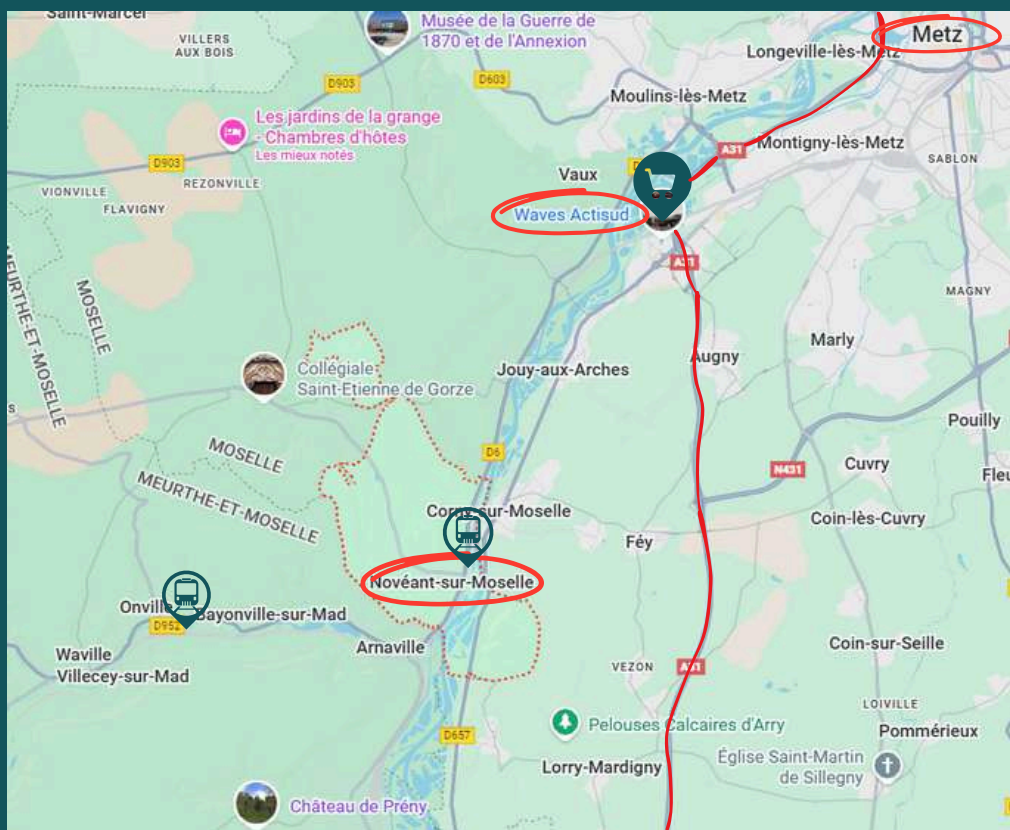 Saint-Marcel
Musée de la Guerre de
1870 et de l'Annexion
VILLERS
AUX BOIS
Metz
Longeville-lès-Metz
D903
D603
Moulins-lès-Metz
Les jardins de la grange
- Chambres d'hôtes
Les mieux notés
A31
Montigny-lès-Metz
D903
SABLON
VIONVILLE
REZONVILLE
Vaux
FLAVIGNY
Waves Actisud
MEURTHE-ET-MOSELLE
MOSELLE
A31
MAGNY
Marly
Augny
Collégiale
Saint-Etienne de Gorze
Jouy-aux-Arches
Pouilly
MOSELLE
D6
N431
Cuvry
MEURTHE-ET-MOSELLE
Corny-sur-Moselle
Coin-lès-Cuvry
Féy
Novéant-sur-Moselle
Onville
Bayonville-sur-Mad
D952
Arnaville
Coin-sur-Seille
Waville
Villecey-sur-Mad
VEZON
A31
LOIVILLE
Pelouses Calcaires d'Arry
Pommérieux
D657
Lorry-Mardigny
Église Saint-Martin
de Sillegny
Château de Prény